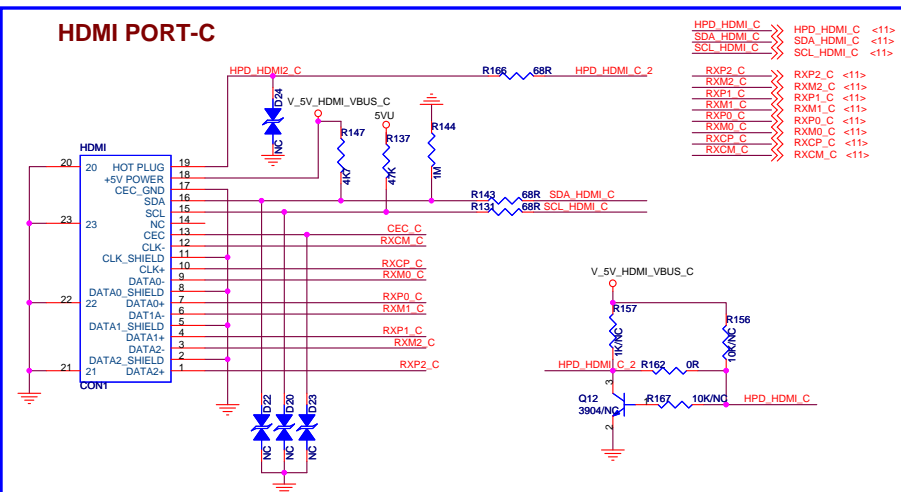 HDMI PORT-C
HPD_HDMI_C HPD_HDMI_C <11>
SDA_HDMI_C SDA_HDMI_C <11>
SCL_HDMI_C SCL_HDMI_C <11>
RXP2_C RXP2_C <11>
RXM2_C RXM2_C <11>
RXP1_C RXP1_C <11>
RXM1_C RXM1_C <11>
RXP0_C RXP0_C <11>
RXM0_C RXM0_C <11>
RXCP_C RXCP_C <11>
RXCM_C RXCM_C <11>
HPD_HDMI2_C R166 68R HPD_HDMI_C_2
D24
NC
V_5V_HDMI_VBUS_C
5VU
R147
R137
R144
47K
1M
HDMI
20 20 HOT PLUG 19
+5V POWER 18
CEC_GND 17
SDA 16
SCL 15
23 23 NC 14
CEC 13
CLK- 12
CLK_SHIELD 11
CLK+ 10
DATA0- 9
DATA0_SHIELD 8
22 22 DATA0+ 7
DAT1A- 6
DATA1_SHIELD 5
DATA1+ 4
DATA2- 3
DATA2_SHIELD 2
21 21 DATA2+ 1
CON1
R143 68R SDA_HDMI_C
R131 68R SCL_HDMI_C
CEC_C
RXCM_C
RXCP_C
RXM0_C
RXP0_C
RXM1_C
RXP1_C
RXM2_C
RXP2_C
D22
D20
D23
NC
NC
NC
V_5V_HDMI_VBUS_C
R157
1K/NC
R156
10K/NC
HPD_HDMI_C_2 R162 0R
3
Q12
3904/NC
1
R167 10K/NC HPD_HDMI_C
2